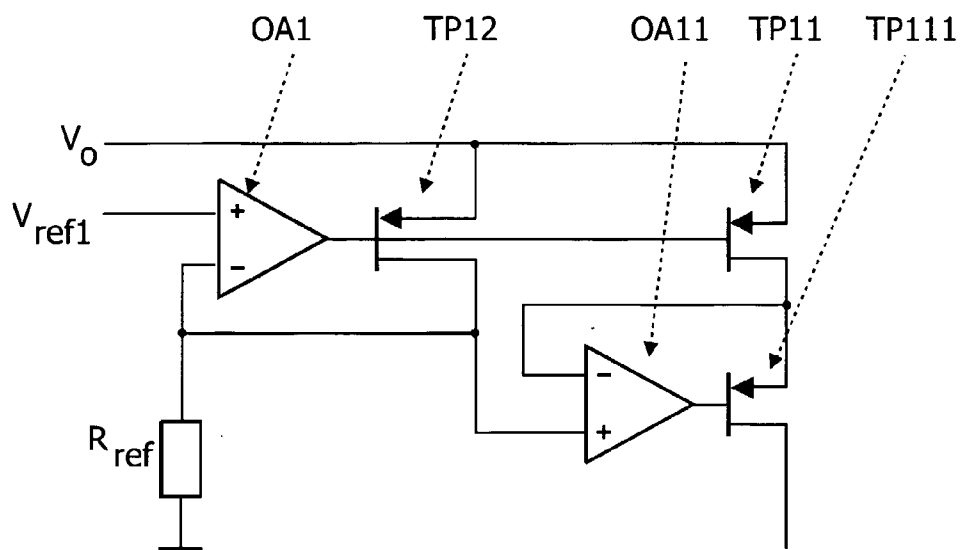 OA1 TP12 OA11 TP11 TP111
Vo
Vref1
+
−
−
+
Rref